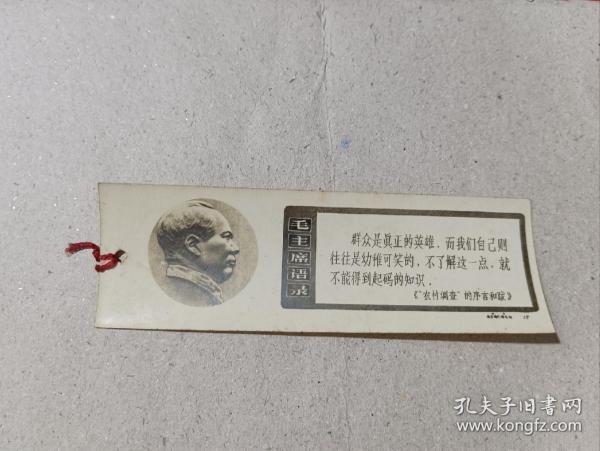 毛主席语录
群众是真正的英雄，而我们自己则
往往是幼稚可笑的，不了解这一点，就
不能得到起码的知识．
《"农村调查"的序言和跋》
15
孔夫子旧书网
www.kongfz.com